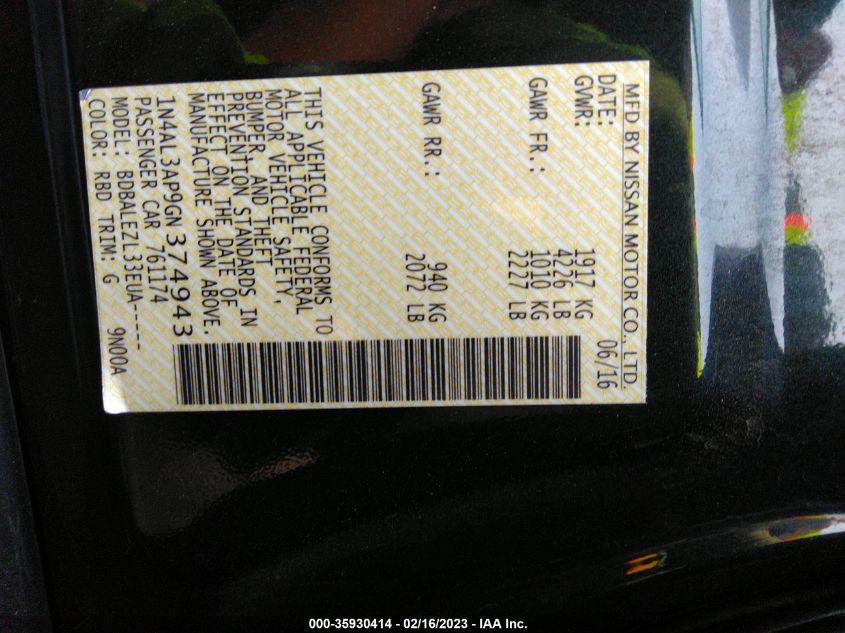 MFD BY NISSAN MOTOR CO., LTD.
DATE: 06/16
GVWR: 1917 KG
4226 LB
GAWR FR.: 1010 KG
2227 LB
GAWR RR.: 940 KG
2072 LB
THIS VEHICLE CONFORMS TO
ALL APPLICABLE FEDERAL
MOTOR VEHICLE SAFETY,
BUMPER, AND THEFT
PREVENTION STANDARDS IN
EFFECT ON THE DATE OF
MANUFACTURE SHOWN ABOVE.
1N4AL3AP9GN374943
PASSENGER CAR 761174
MODEL: BDBALEZL33EUA-----
COLOR: RBD TRIM: G 9N00A
000-35930414 - 02/16/2023 - IAA Inc.